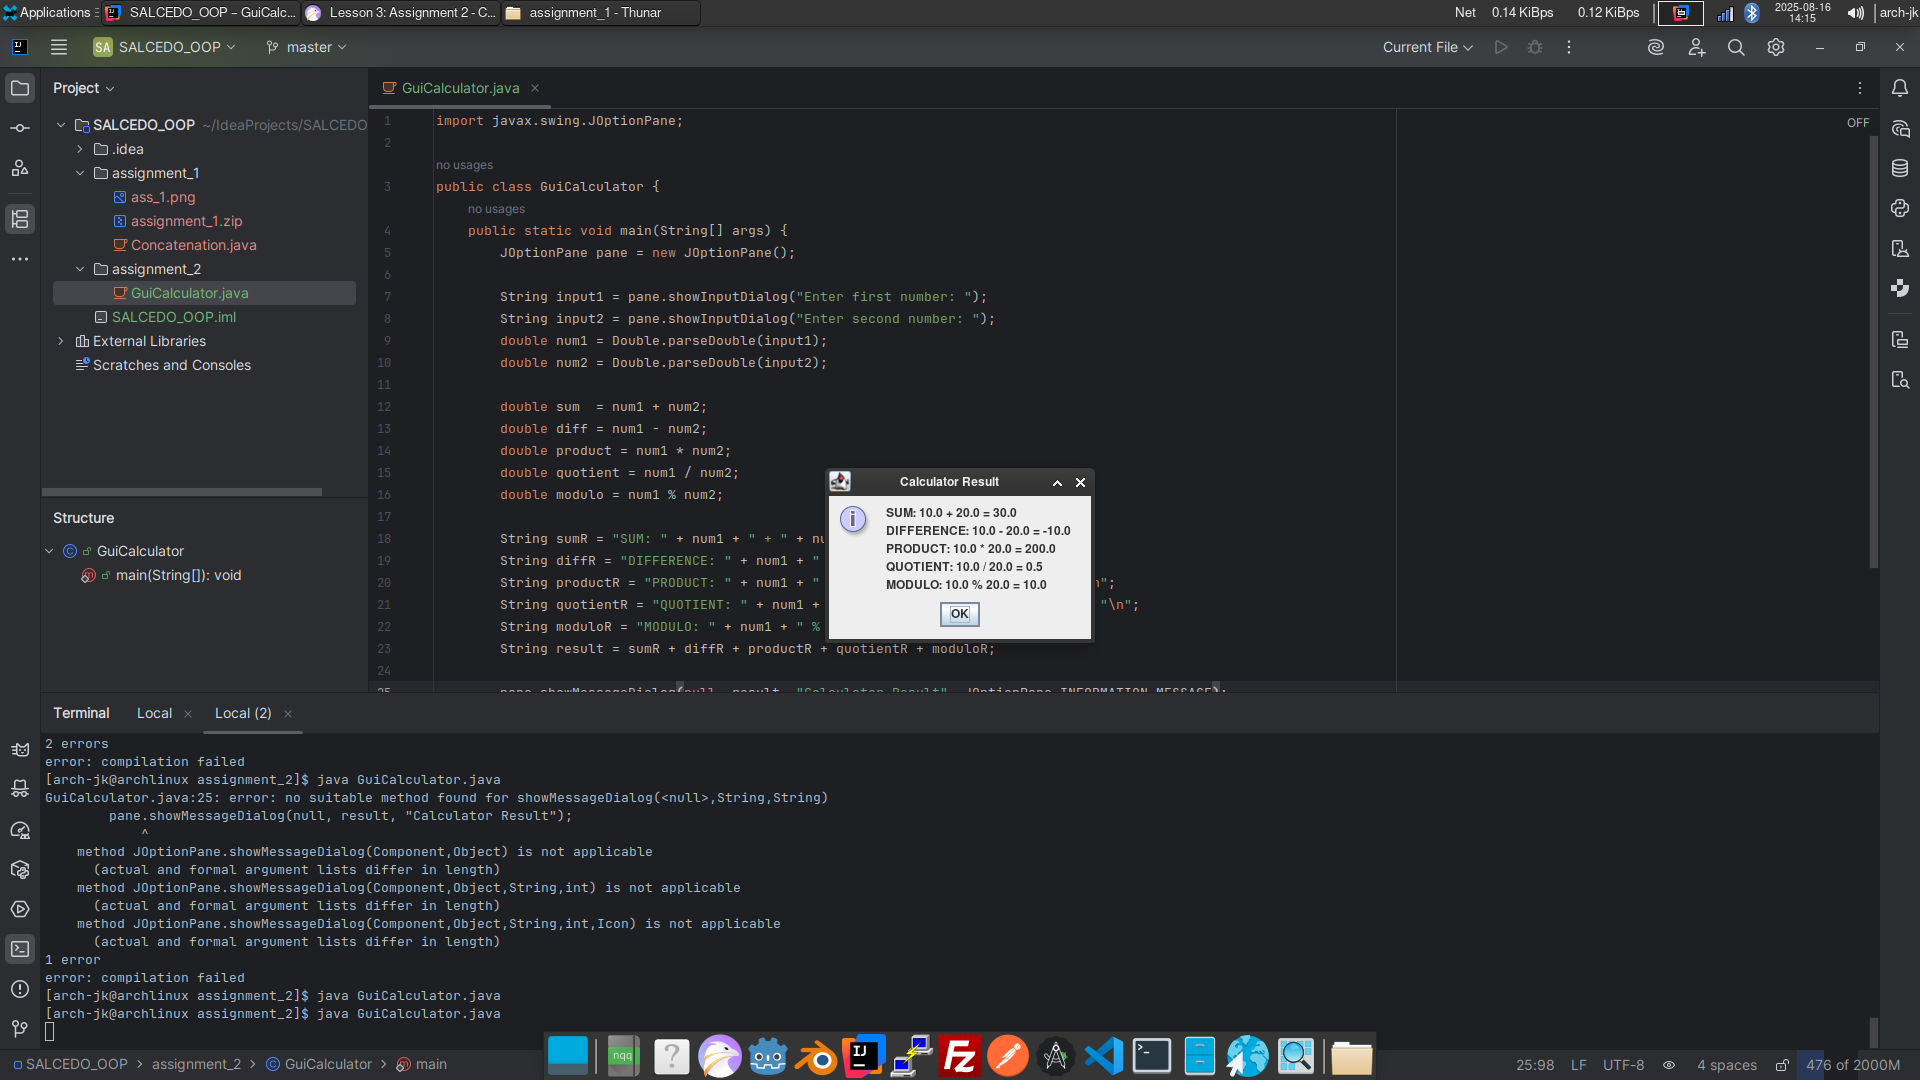 Applications
SALCEDO_OOP – GuiCalc...
Lesson 3: Assignment 2 - C...
assignment_1 - Thunar
Net 0.14 KiBps 0.12 KiBps
2025-08-16
14:15
arch-jk
SA SALCEDO_OOP
master
Current File
Project
GuiCalculator.java
SALCEDO_OOP ~/IdeaProjects/SALCEDO
.idea
assignment_1
ass_1.png
assignment_1.zip
Concatenation.java
assignment_2
GuiCalculator.java
SALCEDO_OOP.iml
External Libraries
Scratches and Consoles
Structure
GuiCalculator
main(String[]): void
OFF
1 import javax.swing.JOptionPane;
2
no usages
3 public class GuiCalculator {
no usages
4 public static void main(String[] args) {
5 JOptionPane pane = new JOptionPane();
6
7 String input1 = pane.showInputDialog("Enter first number: ");
8 String input2 = pane.showInputDialog("Enter second number: ");
9 double num1 = Double.parseDouble(input1);
10 double num2 = Double.parseDouble(input2);
11
12 double sum  = num1 + num2;
13 double diff = num1 - num2;
14 double product = num1 * num2;
15 double quotient = num1 / num2;
16 double modulo = num1 % num2;
17
18 String sumR = "SUM: " + num1 + " + " + nu
19 String diffR = "DIFFERENCE: " + num1 + "
20 String productR = "PRODUCT: " + num1 + " n";
21 String quotientR = "QUOTIENT: " + num1 + "\n";
22 String moduloR = "MODULO: " + num1 + " %
23 String result = sumR + diffR + productR + quotientR + moduloR;
24
25 pane.showMessageDialog(null, result, "Calculator Result", JOptionPane.INFORMATION_MESSAGE);
Calculator Result
SUM: 10.0 + 20.0 = 30.0
DIFFERENCE: 10.0 - 20.0 = -10.0
PRODUCT: 10.0 * 20.0 = 200.0
QUOTIENT: 10.0 / 20.0 = 0.5
MODULO: 10.0 % 20.0 = 10.0
OK
Terminal Local Local (2)
2 errors
error: compilation failed
[arch-jk@archlinux assignment_2]$ java GuiCalculator.java
GuiCalculator.java:25: error: no suitable method found for showMessageDialog(<null>,String,String)
pane.showMessageDialog(null, result, "Calculator Result");
^
method JOptionPane.showMessageDialog(Component,Object) is not applicable
(actual and formal argument lists differ in length)
method JOptionPane.showMessageDialog(Component,Object,String,int) is not applicable
(actual and formal argument lists differ in length)
method JOptionPane.showMessageDialog(Component,Object,String,int,Icon) is not applicable
(actual and formal argument lists differ in length)
1 error
error: compilation failed
[arch-jk@archlinux assignment_2]$ java GuiCalculator.java
[arch-jk@archlinux assignment_2]$ java GuiCalculator.java
nqq
?
IJ
FZ
SALCEDO_OOP > assignment_2 > GuiCalculator > main
25:98 LF UTF-8 4 spaces 476 of 2000M